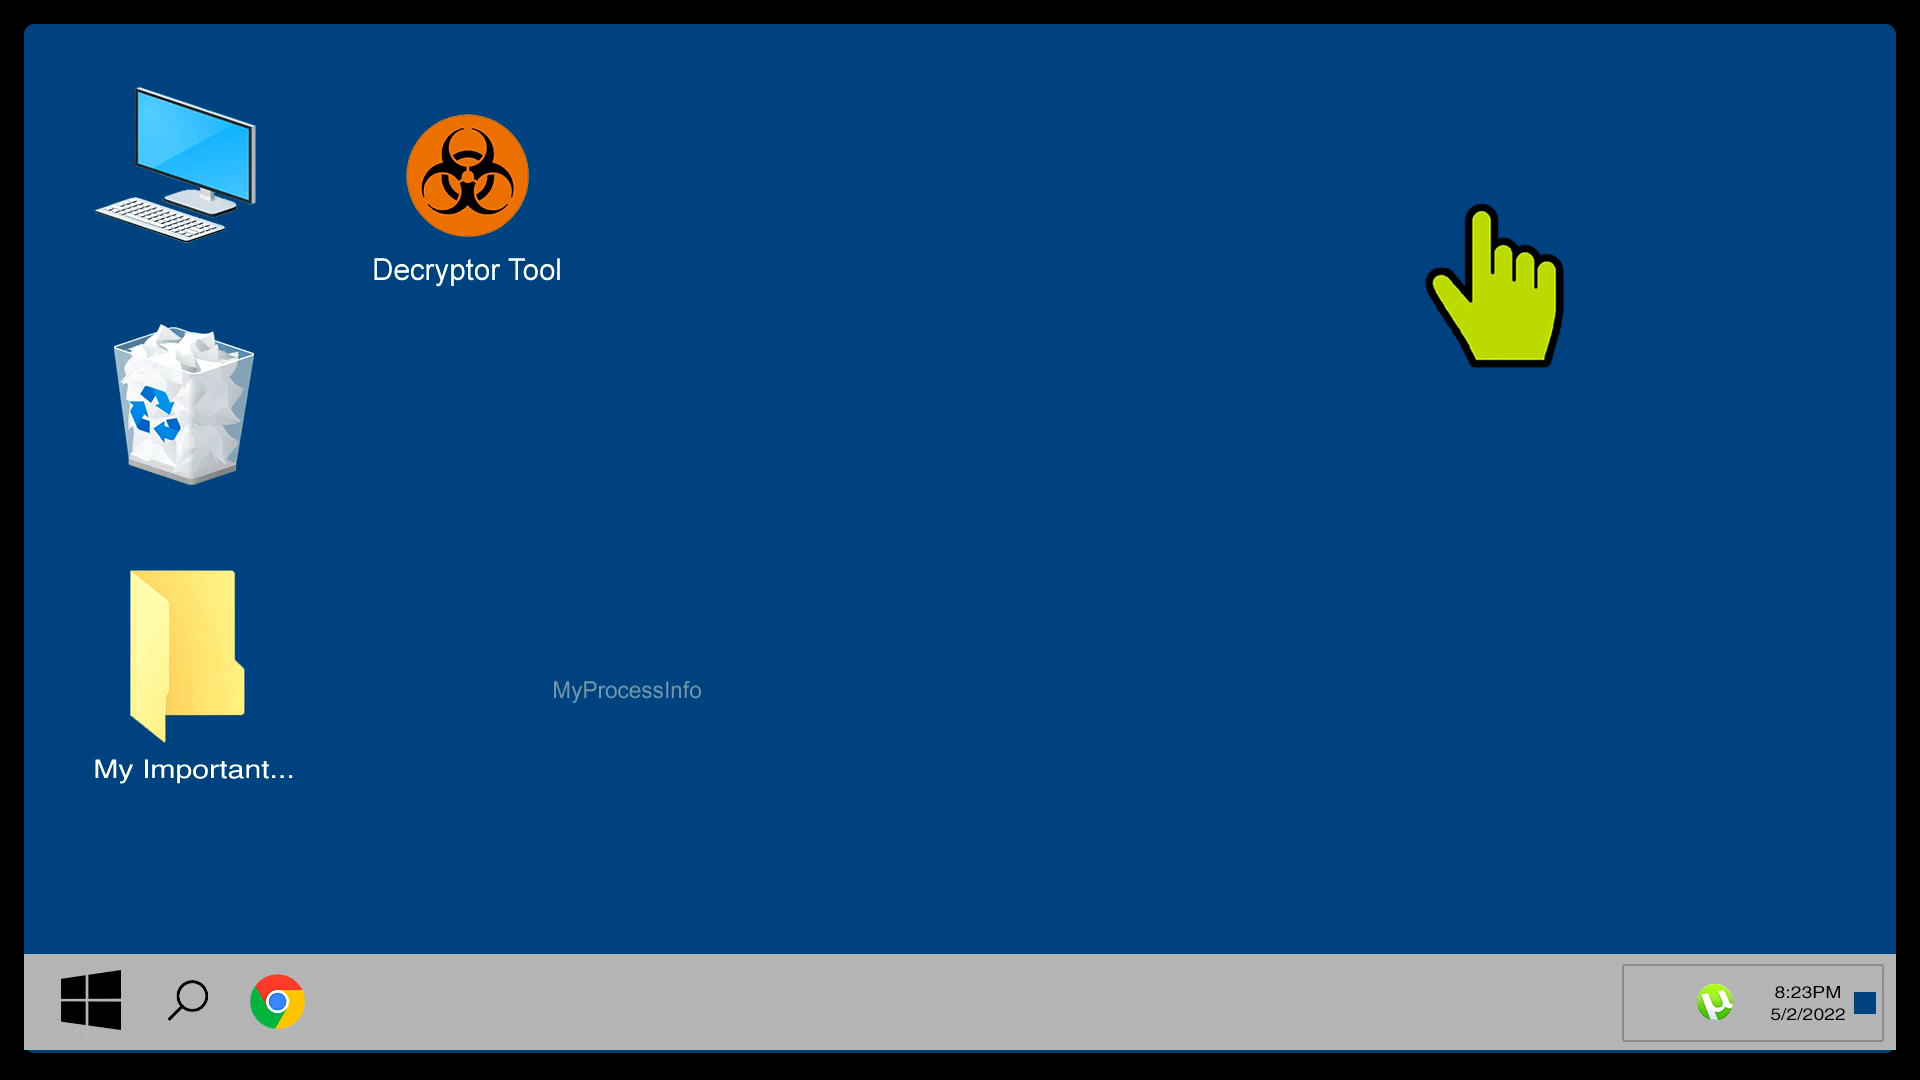 Decryptor Tool
MyProcessInfo
My Important...
8:23PM
5/2/2022